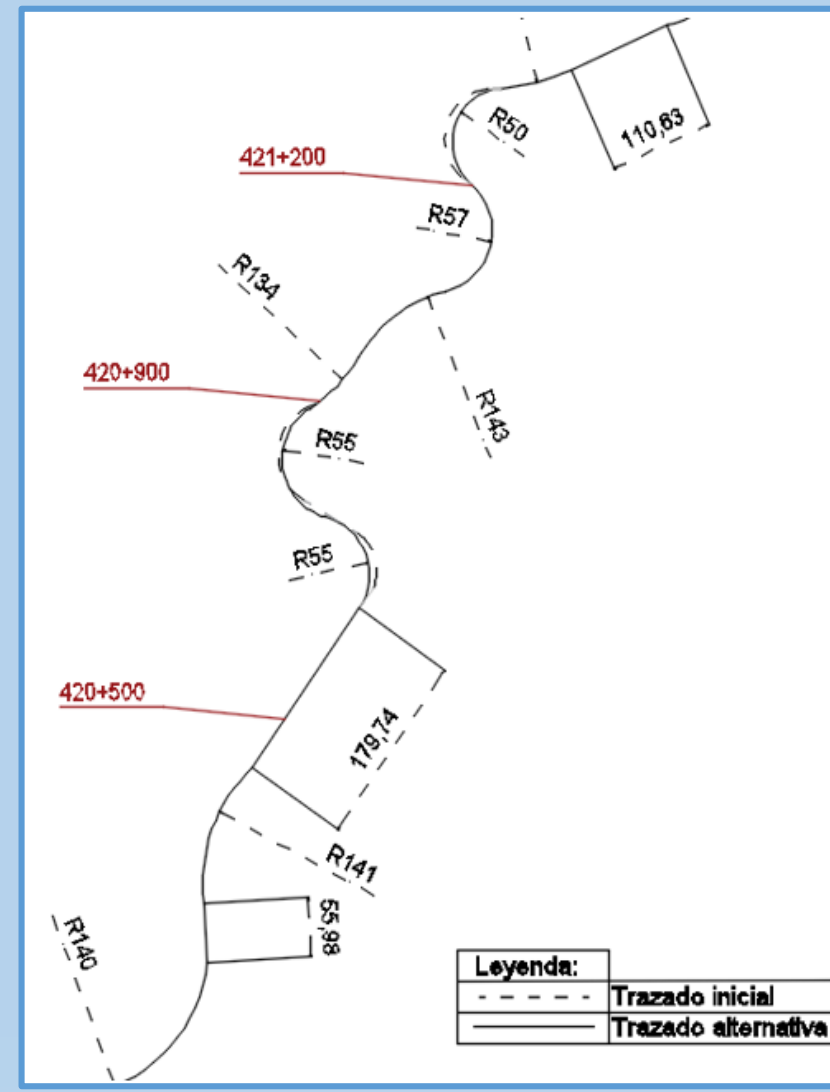 R50
110,63
421+200
R57
R134
420+900
R143
R55
R55
420+500
179,74
R141
55,98
R140
Leyenda:
Trazado inicial
Trazado alternativa